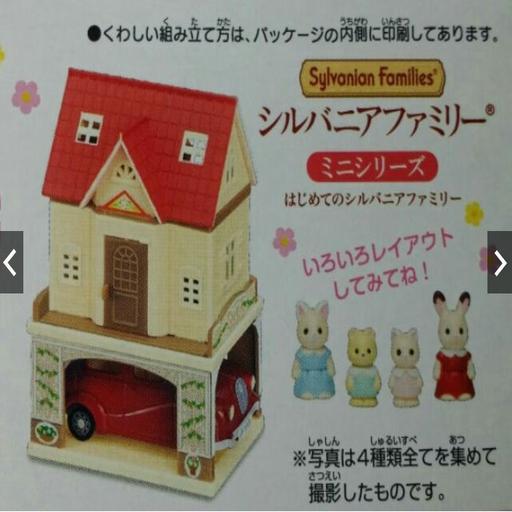 ●くわしい組み立て方は、パッケージの内側に印刷してあります。
Sylvanian Families®
シルバニアファミリー®
ミニシリーズ
はじめてのシルバニアファミリー
いろいろレイアウト
してみてね！
※写真は4種類全てを集めて
撮影したものです。